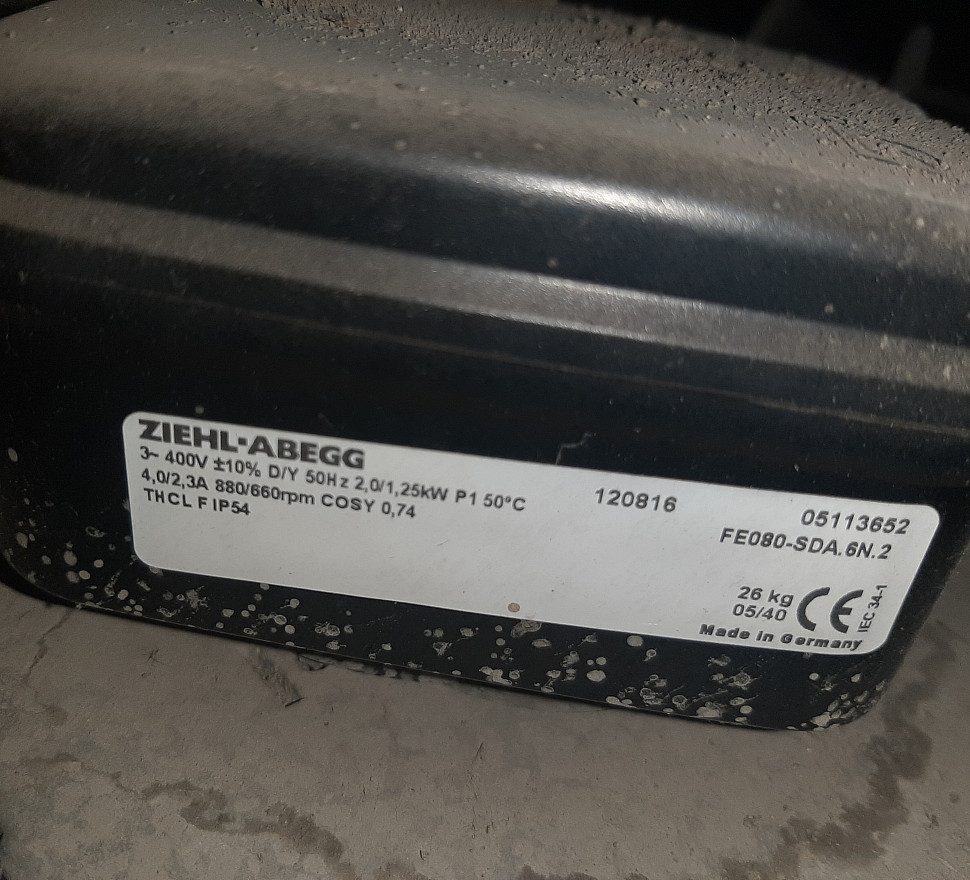 ZIEHL-ABEGG
3~ 400V ±10% D/Y 50Hz 2,0/1,25kW P1 50°C
4,0/2,3A 880/660rpm COSY 0,74
THCL F IP54
120816
05113652
FE080-SDA.6N.2
26 kg
05/40
CE
IEC 34-1
Made in Germany